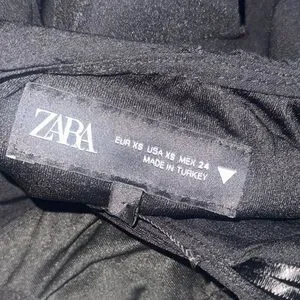 ZARA
EUR XS USA XS MEX 24
MADE IN TURKEY